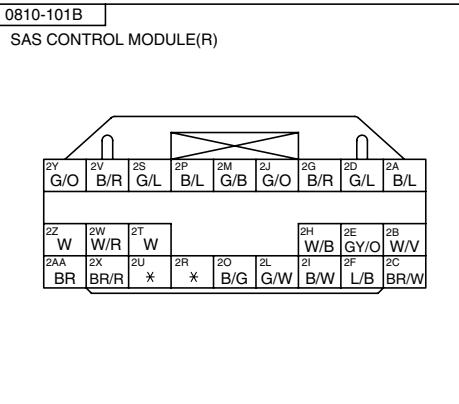 0810-101B
SAS CONTROL MODULE(R)
2Y 2V 2S 2P 2M 2J 2G 2D 2A
G/O B/R G/L B/L G/B G/O B/R G/L B/L
2Z 2W 2T 2H 2E 2B
W W/R W W/B GY/O W/V
2AA 2X 2U 2R 2O 2L 2I 2F 2C
BR BR/R * * B/G G/W B/W L/B BR/W